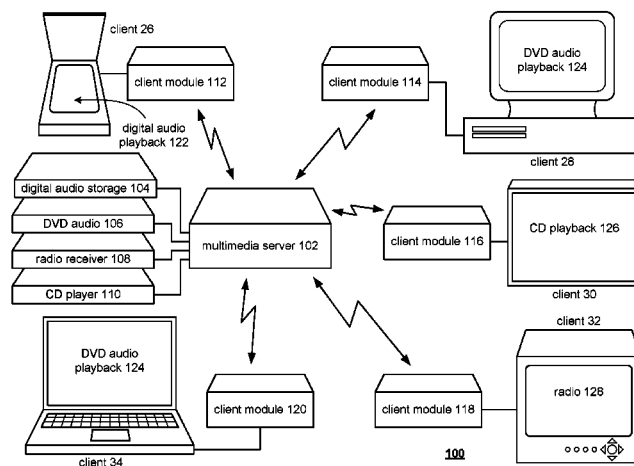 client 26
client module 112
digital audio
playback 122
client module 114
DVD audio
playback 124
client 28
digital audio storage 104
DVD audio 106
radio receiver 108
CD player 110
multimedia server 102
client module 116
CD playback 126
client 30
client 32
DVD audio
playback 124
client 34
client module 120
client module 118
radio 128
100